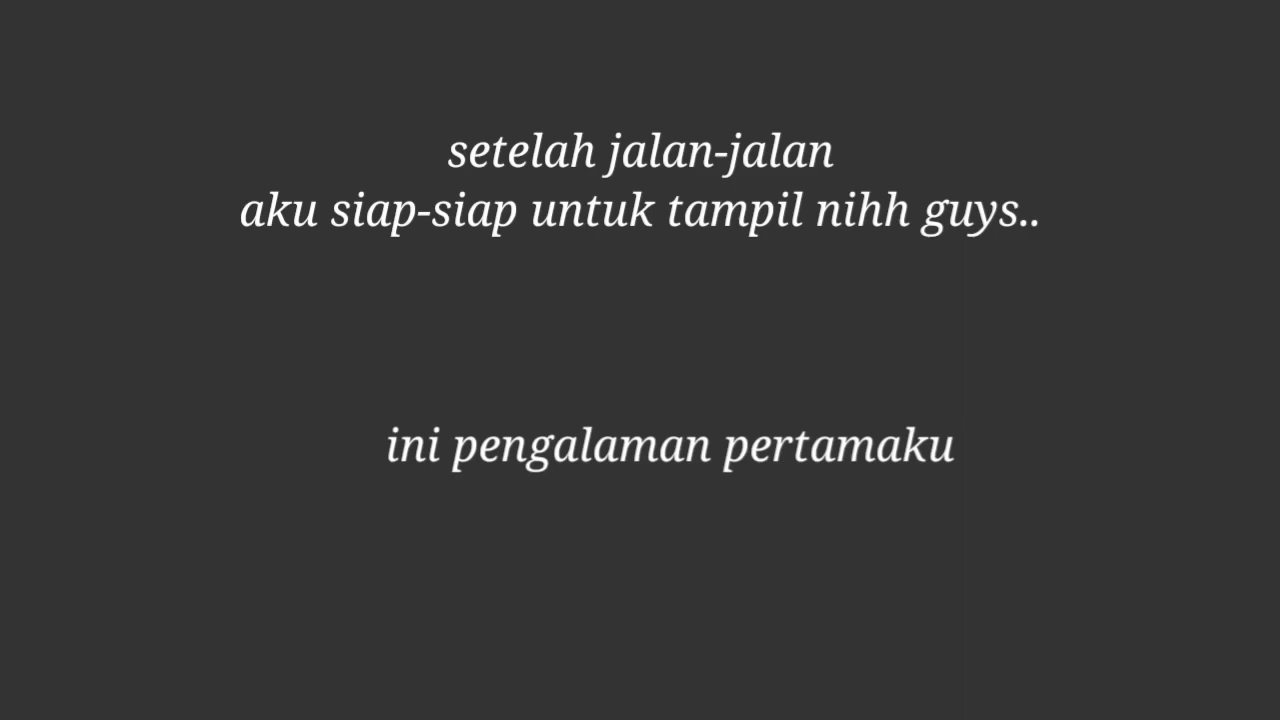 setelah jalan-jalan
aku siap-siap untuk tampil nihh guys..
ini pengalaman pertamaku